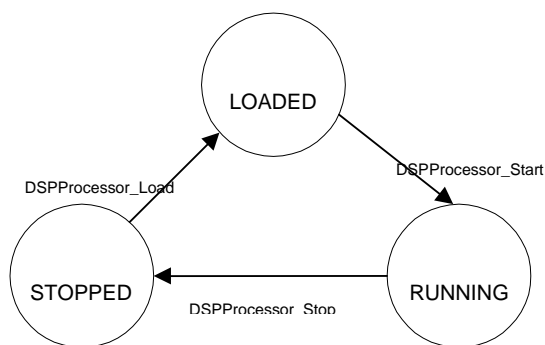 LOADED
DSPProcessor_Load
DSPProcessor_Start
STOPPED
RUNNING
DSPProcessor_Stop